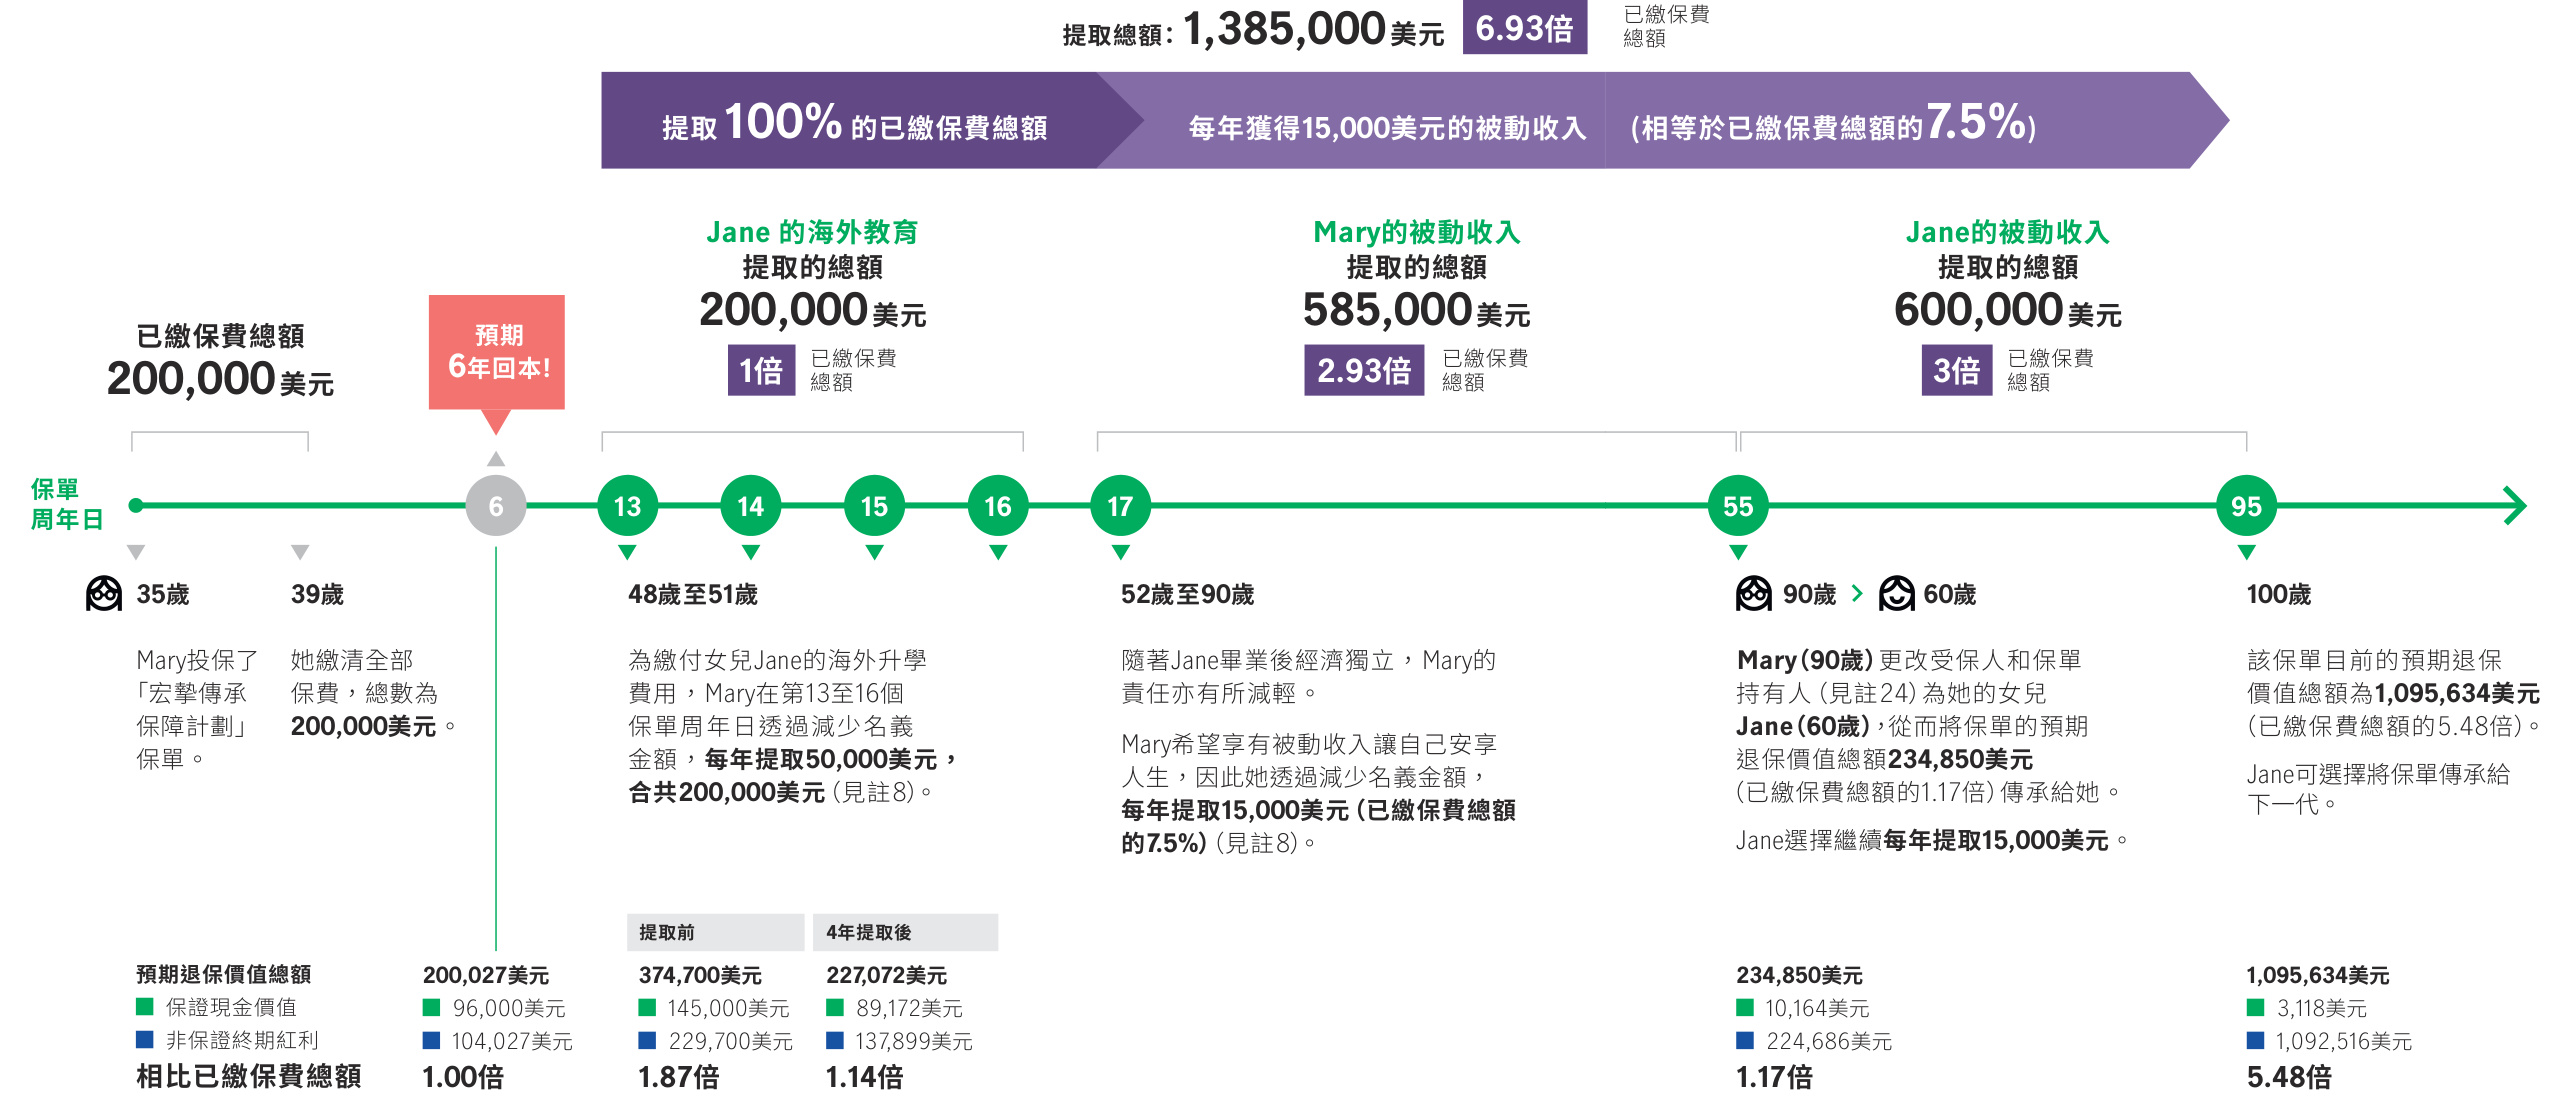 提取總額：1,385,000美元 6.93倍 已繳保費
總額
提取100%的已繳保費總額
每年獲得15,000美元的被動收入 (相等於已繳保費總額的7.5%)
已繳保費總額
200,000美元
預期
6年回本!
Jane 的海外教育
提取的總額
200,000美元
1倍 已繳保費
總額
Mary的被動收入
提取的總額
585,000美元
2.93倍 已繳保費
總額
Jane的被動收入
提取的總額
600,000美元
3倍 已繳保費
總額
保單
周年日
6 13 14 15 16 17 55 95
35歲
Mary投保了
「宏摯傳承
保障計劃」
保單。
39歲
她繳清全部
保費，總數為
200,000美元。
48歲至51歲
為繳付女兒Jane的海外升學
費用，Mary在第13至16個
保單周年日透過減少名義
金額，每年提取50,000美元，
合共200,000美元（見註8）。
52歲至90歲
隨著Jane畢業後經濟獨立，Mary的
責任亦有所減輕。
Mary希望享有被動收入讓自己安享
人生，因此她透過減少名義金額，
每年提取15,000美元（已繳保費總額
的7.5%）（見註8）。
90歲 > 60歲
Mary（90歲）更改受保人和保單
持有人（見註24）為她的女兒
Jane（60歲），從而將保單的預期
退保價值總額234,850美元
（已繳保費總額的1.17倍）傳承給她。
Jane選擇繼續每年提取15,000美元。
100歲
該保單目前的預期退保
價值總額為1,095,634美元
（已繳保費總額的5.48倍）。
Jane可選擇將保單傳承給
下一代。
提取前 4年提取後
預期退保價值總額 200,027美元 374,700美元 227,072美元 234,850美元 1,095,634美元
保證現金價值 96,000美元 145,000美元 89,172美元 10,164美元 3,118美元
非保證終期紅利 104,027美元 229,700美元 137,899美元 224,686美元 1,092,516美元
相比已繳保費總額 1.00倍 1.87倍 1.14倍 1.17倍 5.48倍